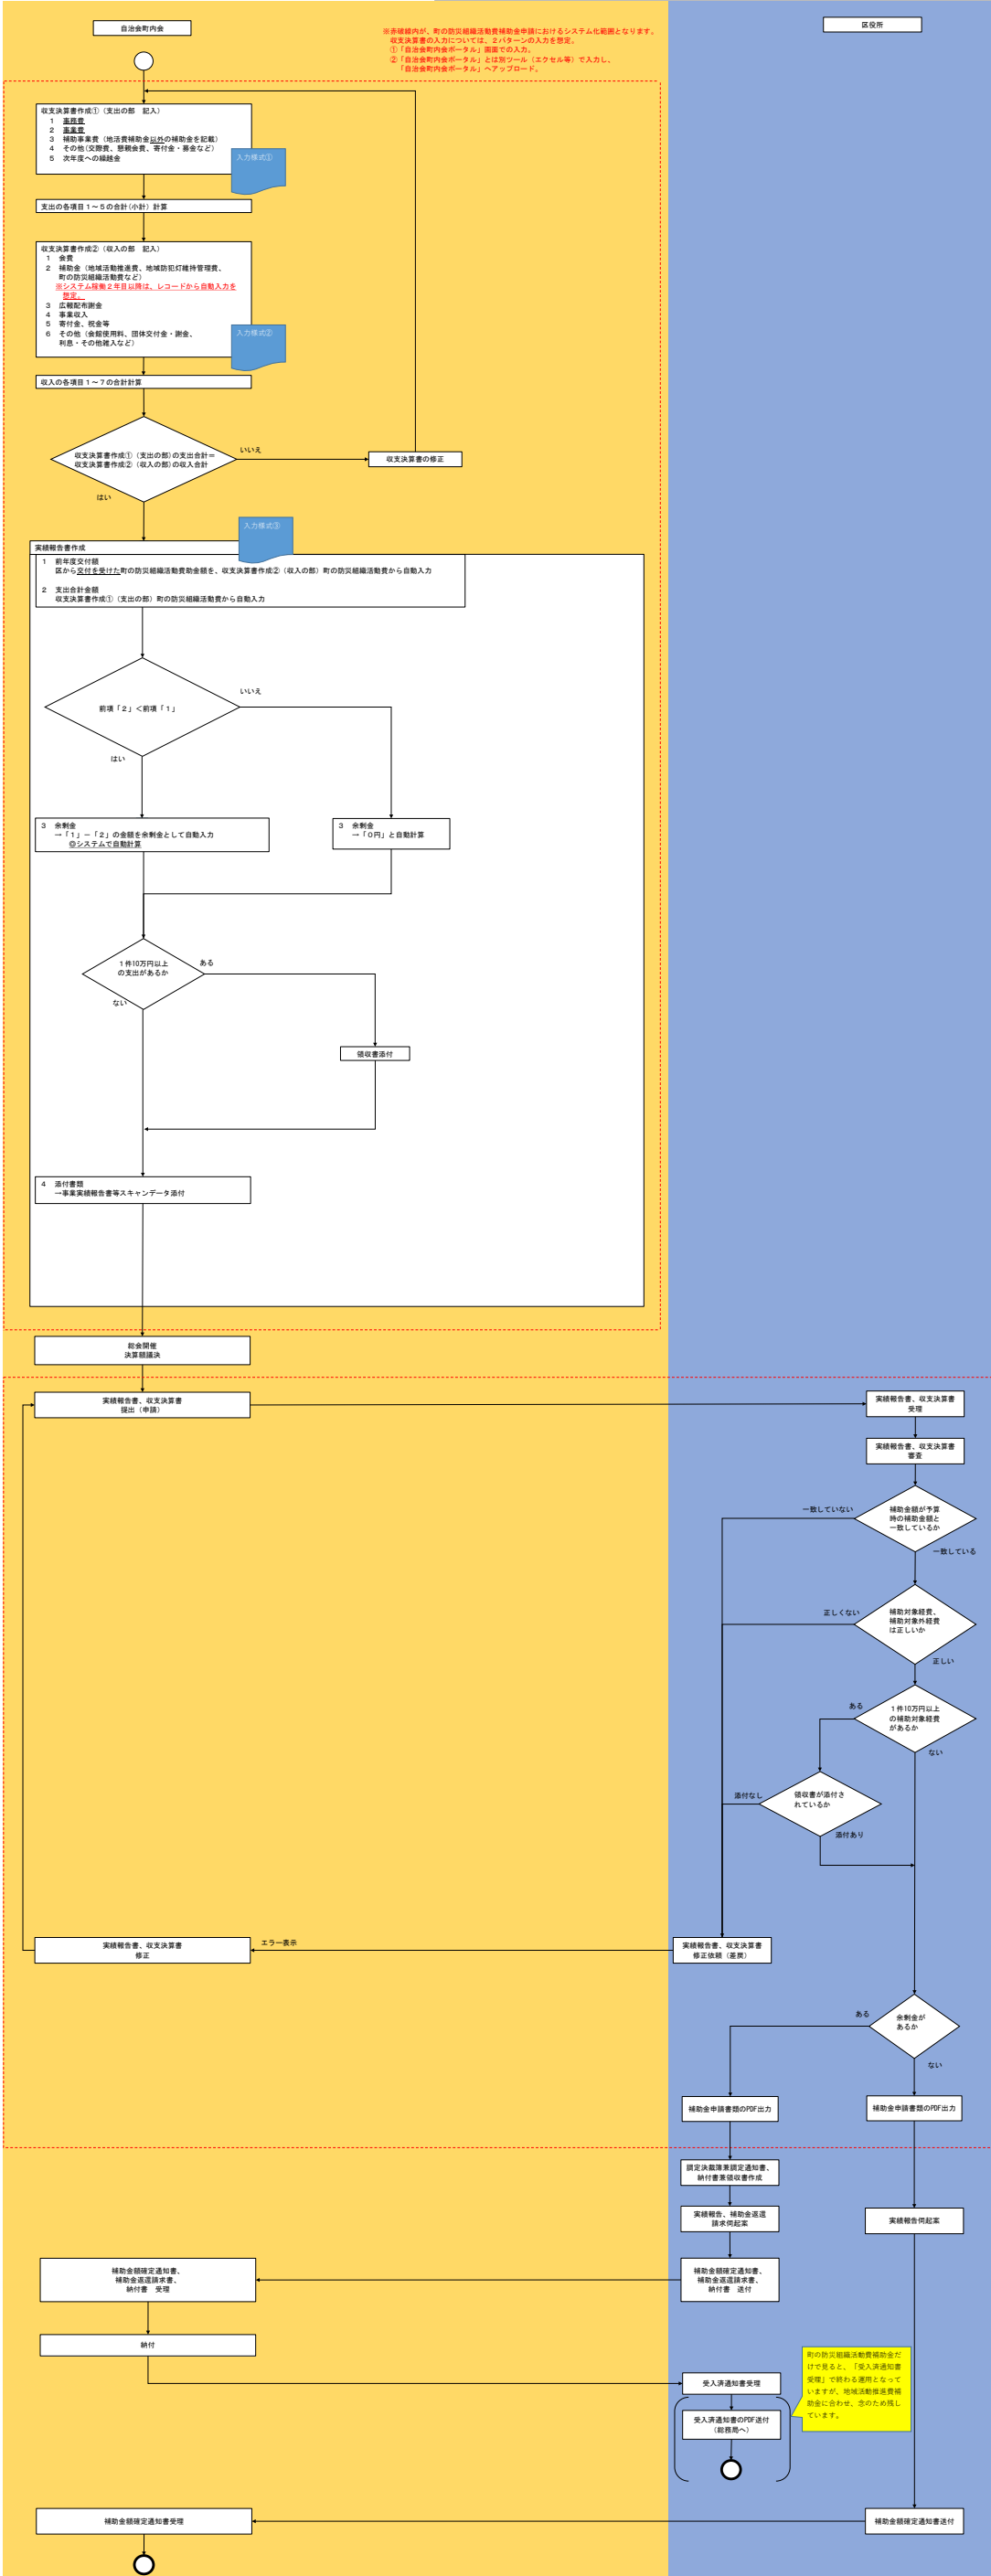 自治会町内会
区役所
※赤破線内が、町の防災組織活動費補助金申請におけるシステム化範囲となります。
収支決算書の入力については、2パターンの入力を想定。
①「自治会町内会ポータル」画面での入力。
②「自治会町内会ポータル」とは別ツール(エクセル等)で入力し、
「自治会町内会ポータル」へアップロード。
収支決算書作成①(支出の部 記入)
1 事務費
2 事業費
3 補助事業費(地活費補助金以外の補助金を記載)
4 その他(交際費、懇親会費、寄付金・募金など)
5 次年度への繰越金
入力様式①
支出の各項目1~5の合計(小計)計算
収支決算書作成②(収入の部 記入)
1 会費
2 補助金(地域活動推進費、地域防犯灯維持管理費、
町の防災組織活動費など)
※システム稼働2年目以降は、レコードから自動入力を
想定。
3 広報配布謝金
4 事業収入
5 寄付金、祝金等
6 その他(会館使用料、団体交付金・謝金、
利息・その他雑入など)
入力様式②
収入の各項目1~7の合計計算
収支決算書作成①(支出の部)の支出合計=
収支決算書作成②(収入の部)の収入合計
いいえ
収支決算書の修正
はい
入力様式③
実績報告書作成
1 前年度交付額
区から交付を受けた町の防災組織活動費助金額を、収支決算書作成②(収入の部)町の防災組織活動費から自動入力
2 支出合計金額
収支決算書作成①(支出の部)町の防災組織活動費から自動入力
前項「2」<前項「1」
いいえ
はい
3 余剰金
→「1」-「2」の金額を余剰金として自動入力
◎システムで自動計算
3 余剰金
→「0円」と自動計算
1件10万円以上
の支出があるか
ある
ない
領収書添付
4 添付書類
→事業実績報告書等スキャンデータ添付
総会開催
決算額議決
実績報告書、収支決算書
提出(申請)
実績報告書、収支決算書
受理
実績報告書、収支決算書
審査
補助金額が予算
時の補助金額と
一致しているか
一致していない
一致している
補助対象経費、
補助対象外経費
は正しいか
正しくない
正しい
1件10万円以上
の補助対象経費
があるか
ある
ない
領収書が添付さ
れているか
添付なし
添付あり
実績報告書、収支決算書
修正
エラー表示
実績報告書、収支決算書
修正依頼(差戻)
余剰金が
あるか
ある
ない
補助金申請書類のPDF出力
補助金申請書類のPDF出力
調定決裁簿兼調定通知書、
納付書兼領収書作成
実績報告、補助金返還
請求伺起案
実績報告伺起案
補助金額確定通知書、
補助金返還請求書、
納付書 受理
補助金額確定通知書、
補助金返還請求書、
納付書 送付
納付
受入済通知書受理
町の防災組織活動費補助金だ
けで見ると、「受入済通知書
受理」で終わる運用となって
いますが、地域活動推進費補
助金に合わせ、念のため残し
ています。
受入済通知書のPDF送付
(総務局へ)
補助金額確定通知書受理
補助金額確定通知書送付